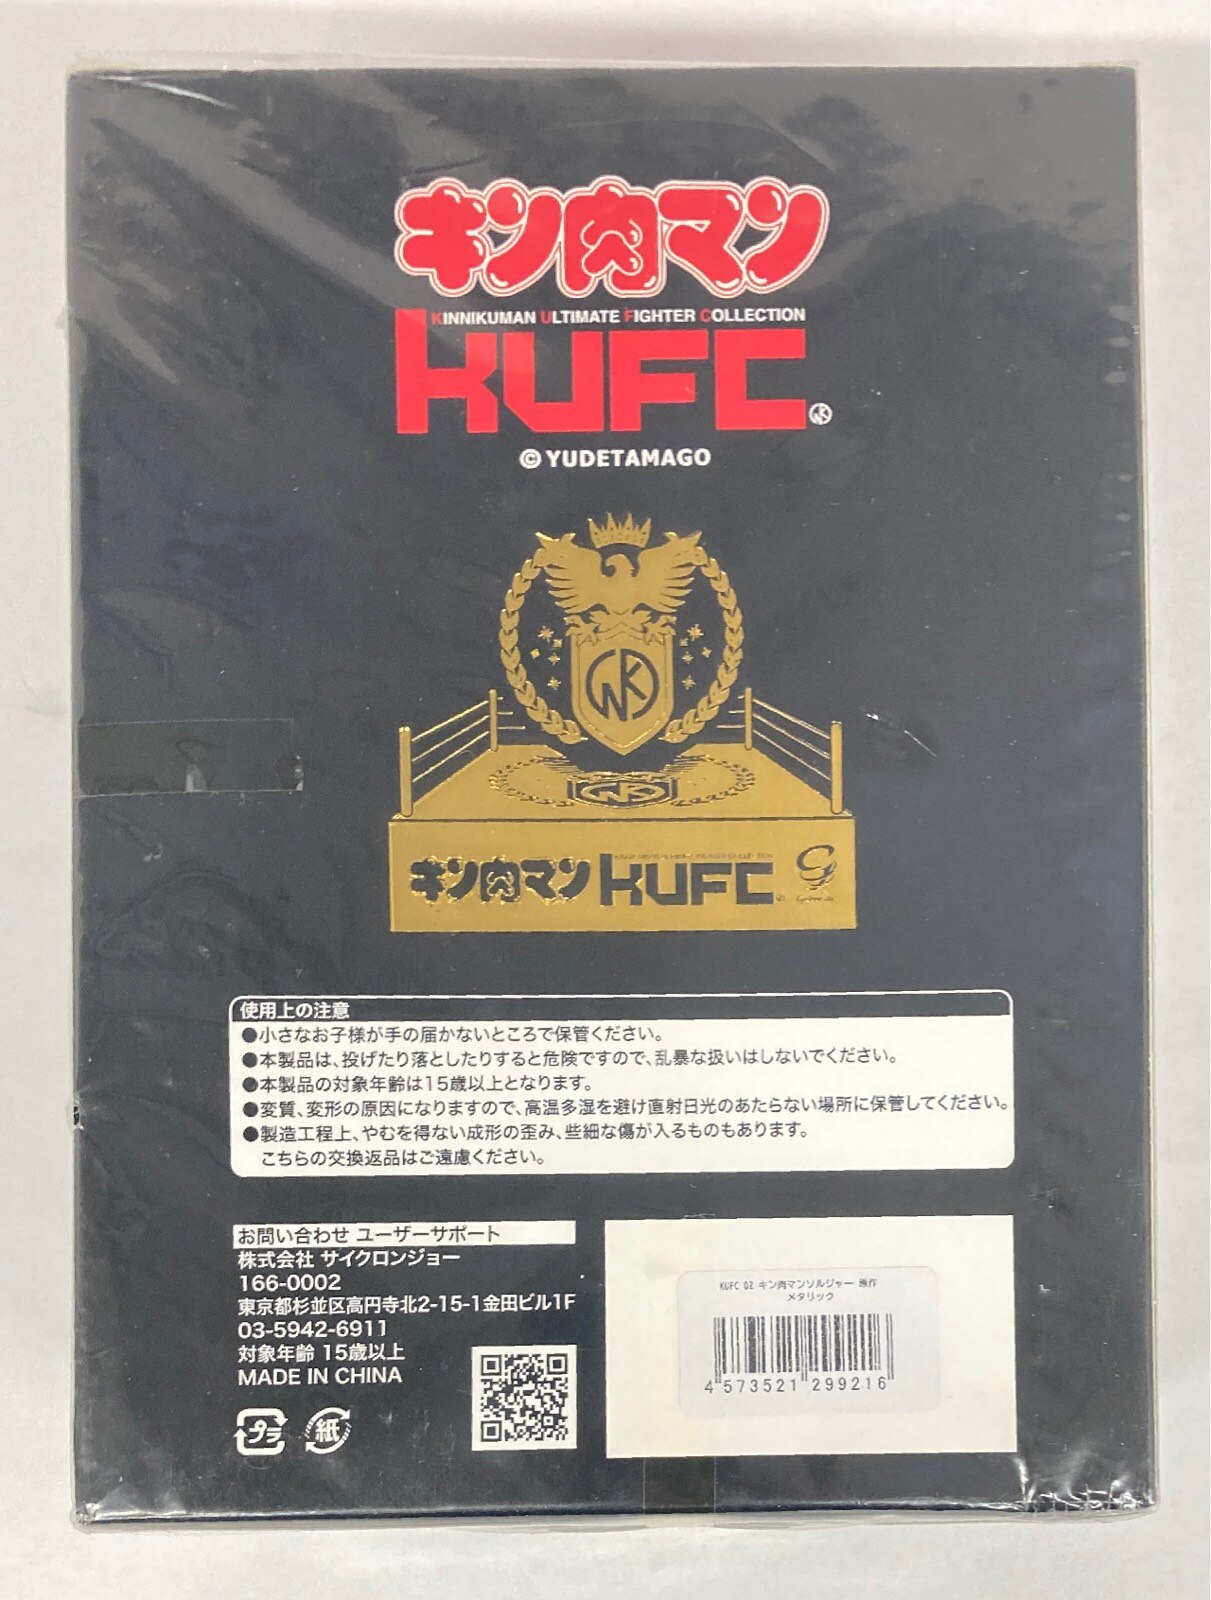 キン肉マン
KINNIKUMAN ULTIMATE FIGHTER COLLECTION
KUFC
© YUDETAMAGO
キン肉マン KUFC
使用上の注意
●小さなお子様が手の届かないところで保管ください。
●本製品は、投げたり落としたりすると危険ですので、乱暴な扱いはしないでください。
●本製品の対象年齢は15歳以上となります。
●変質、変形の原因になりますので、高温多湿を避け直射日光のあたらない場所に保管してください。
●製造工程上、やむを得ない成形の歪み、些細な傷が入るものもあります。
こちらの交換返品はご遠慮ください。
お問い合わせ ユーザーサポート
株式会社 サイクロンジョー
166-0002
東京都杉並区高円寺北2-15-1金田ビル1F
03-5942-6911
対象年齢 15歳以上
MADE IN CHINA
プラ
紙
KUFC 02 キン肉マンソルジャー 原作
メタリック
4 573521 299216